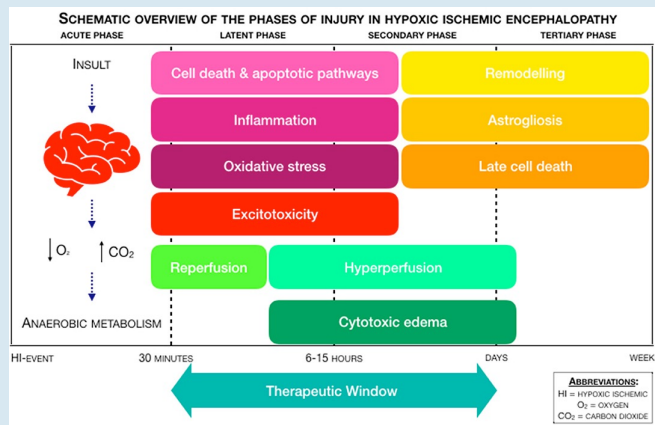 SCHEMATIC OVERVIEW OF THE PHASES OF INJURY IN HYPOXIC ISCHEMIC ENCEPHALOPATHY
ACUTE PHASE LATENT PHASE SECONDARY PHASE TERTIARY PHASE
INSULT
Cell death & apoptotic pathways Remodelling
Inflammation Astrogliosis
Oxidative stress Late cell death
Excitotoxicity
↓O₂ ↑CO₂
Reperfusion Hyperperfusion
ANAEROBIC METABOLISM Cytotoxic edema
HI-EVENT 30 MINUTES 6-15 HOURS DAYS WEEK
Therapeutic Window
ABBREVIATIONS:
HI = HYPOXIC ISCHEMIC
O₂ = OXYGEN
CO₂ = CARBON DIOXIDE